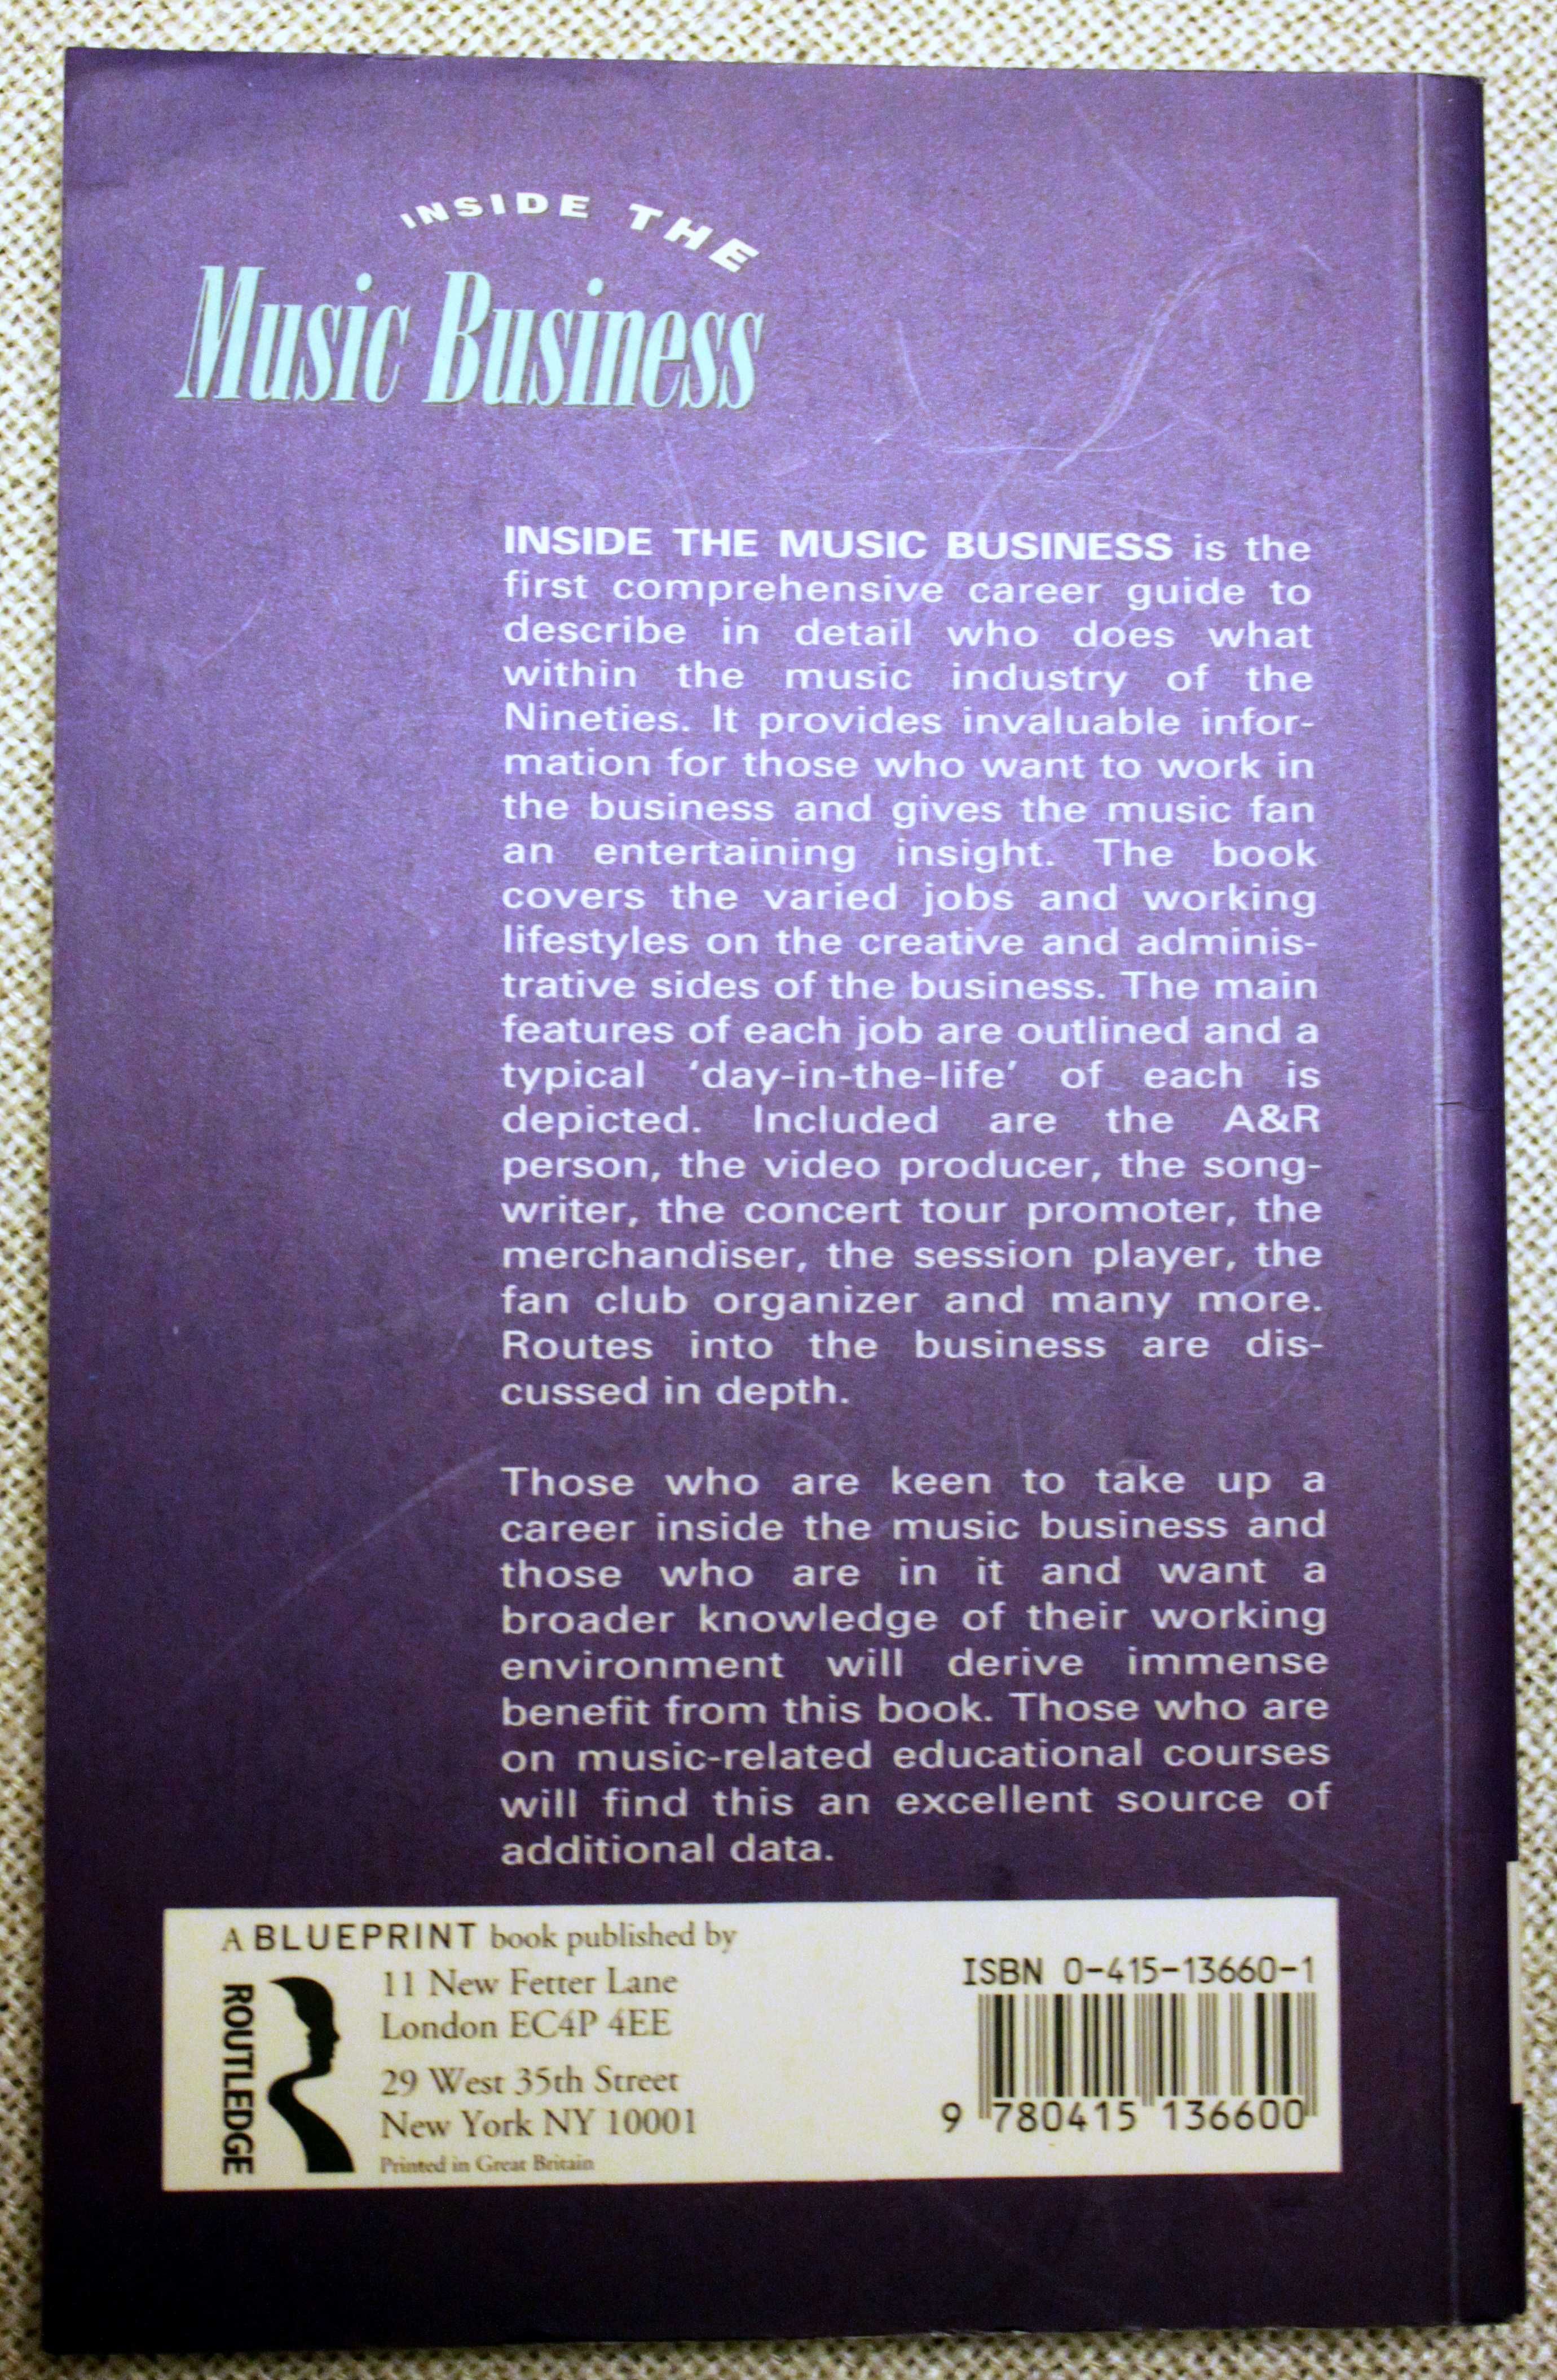 INSIDE THE
Music Business
INSIDE THE MUSIC BUSINESS is the
first comprehensive career guide to
describe in detail who does what
within the music industry of the
Nineties. It provides invaluable infor-
mation for those who want to work in
the business and gives the music fan
an entertaining insight. The book
covers the varied jobs and working
lifestyles on the creative and adminis-
trative sides of the business. The main
features of each job are outlined and a
typical ‘day-in-the-life’ of each is
depicted. Included are the A&R
person, the video producer, the song-
writer, the concert tour promoter, the
merchandiser, the session player, the
fan club organizer and many more.
Routes into the business are dis-
cussed in depth.
Those who are keen to take up a
career inside the music business and
those who are in it and want a
broader knowledge of their working
environment will derive immense
benefit from this book. Those who are
on music-related educational courses
will find this an excellent source of
additional data.
A BLUEPRINT book published by
ROUTLEDGE
11 New Fetter Lane
London EC4P 4EE
29 West 35th Street
New York NY 10001
Printed in Great Britain
ISBN 0-415-13660-1
9 780415 136600